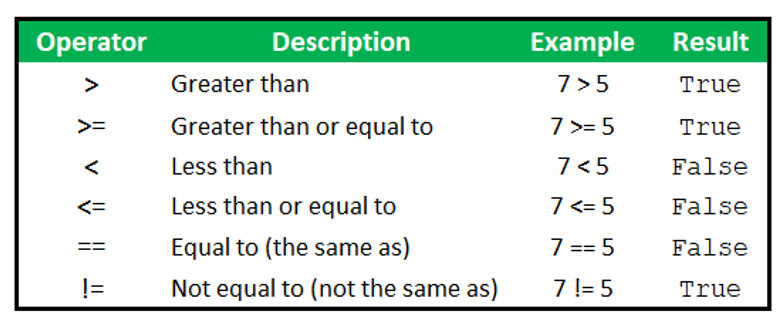 Operator Description Example Result
> Greater than 7 > 5 True
>= Greater than or equal to 7 >= 5 True
< Less than 7 < 5 False
<= Less than or equal to 7 <= 5 False
== Equal to (the same as) 7 == 5 False
!= Not equal to (not the same as) 7 != 5 True